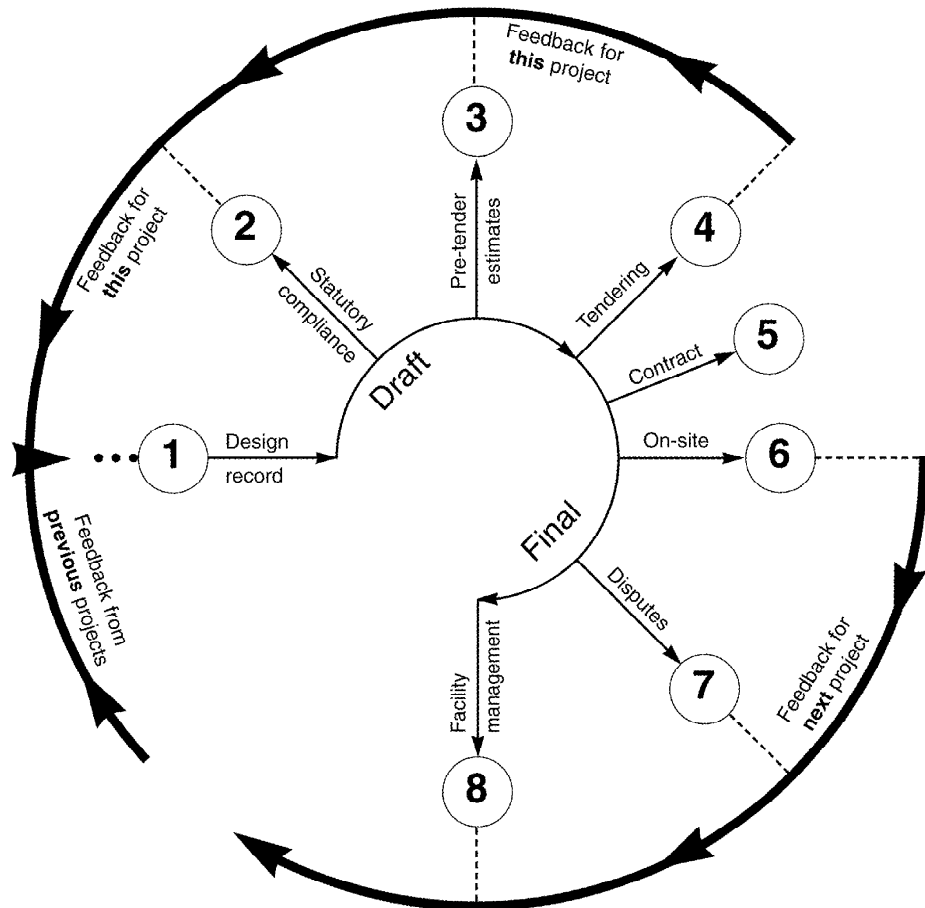 Feedback for
this project
3
2
4
Feedback for
this project
Statutory
compliance
Pre-tender
estimates
Tendering
5
Contract
Draft
1
Design
record
On-site
6
Feedback from
previous projects
Final
Disputes
7
Facility
management
8
Feedback for
next project